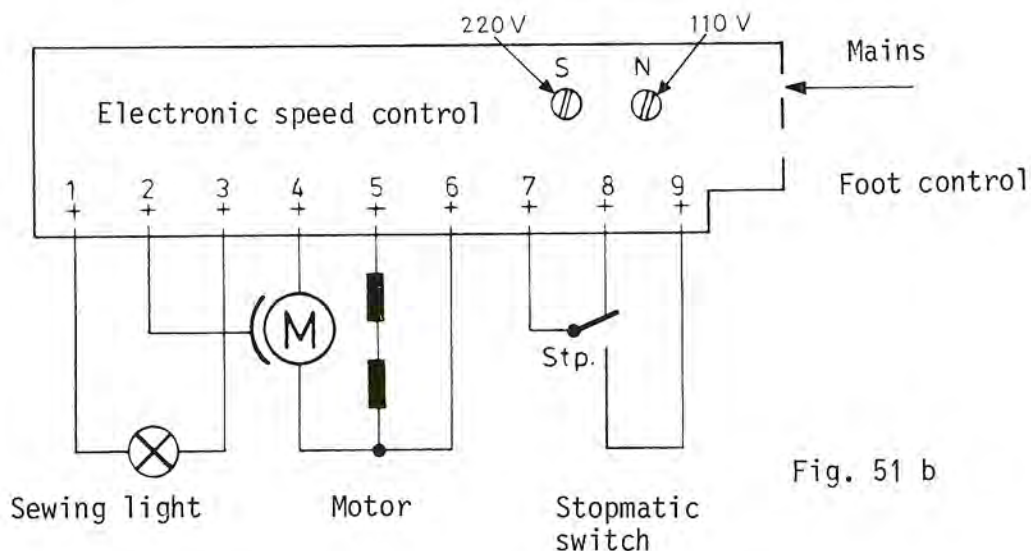 220 V
110 V
S
N
Mains
Electronic speed control
1 2 3 4 5 6 7 8 9
Foot control
M
Stp.
Fig. 51 b
Sewing light
Motor
Stopmatic
switch